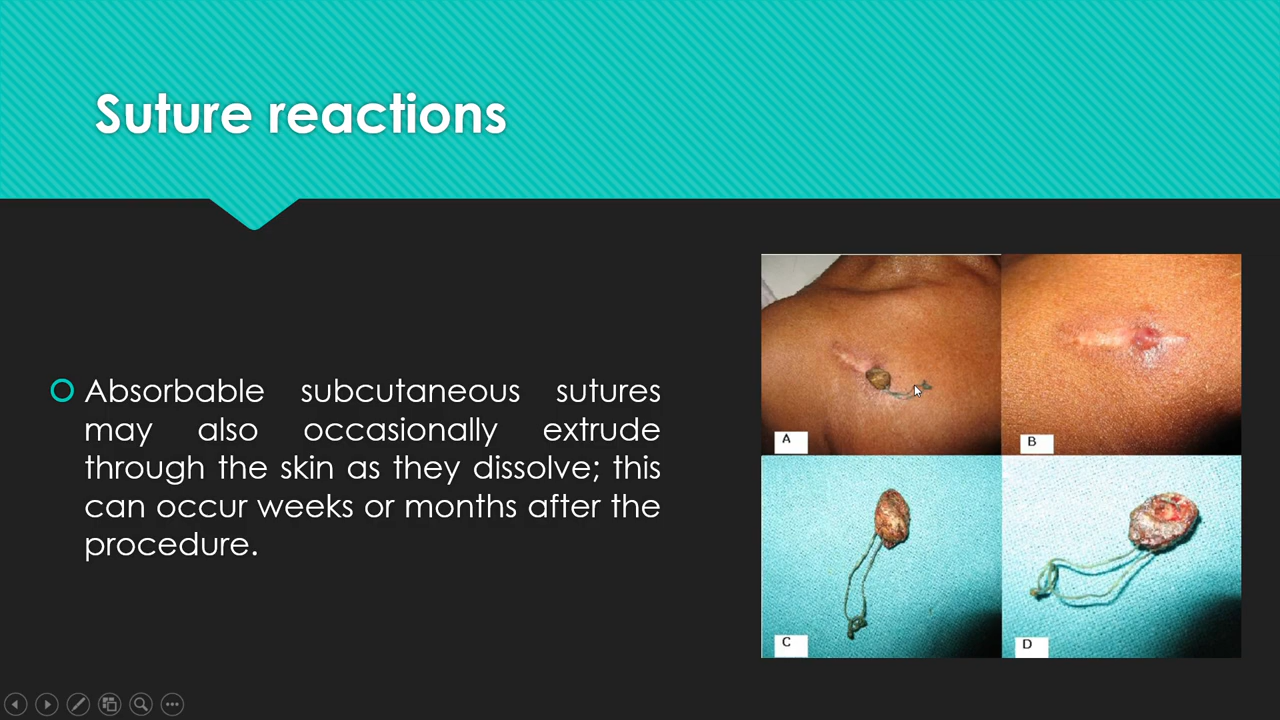 Suture reactions
Absorbable subcutaneous sutures
may also occasionally extrude
through the skin as they dissolve; this
can occur weeks or months after the
procedure.
A
B
C
D